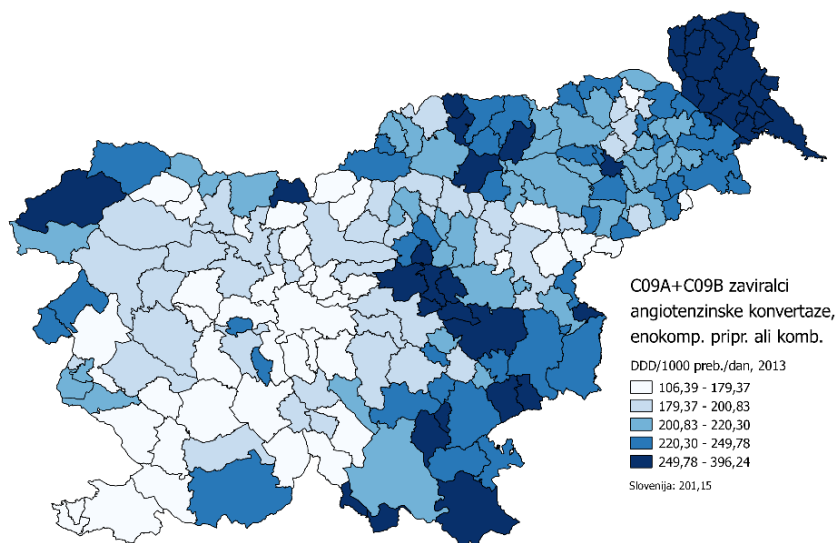 C09A+C09B zaviralci
angiotenzinske konvertaze,
enokomp. pripr. ali komb.
DDD/1000 preb./dan, 2013
106,39 - 179,37
179,37 - 200,83
200,83 - 220,30
220,30 - 249,78
249,78 - 396,24
Slovenija: 201,15